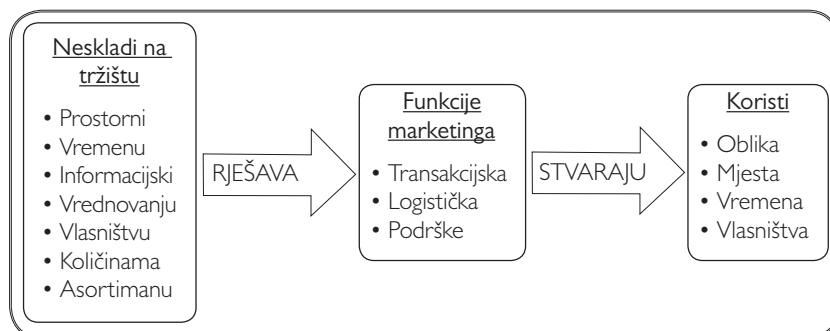 Neskladi na
tržištu
• Prostorni
• Vremenu
• Informacijski
• Vrednovanju
• Vlasništvu
• Količinama
• Asortimanu
RJEŠAVA
Funkcije
marketinga
• Transakcijska
• Logistička
• Podrške
STVARAJU
Koristi
• Oblika
• Mjesta
• Vremena
• Vlasništva